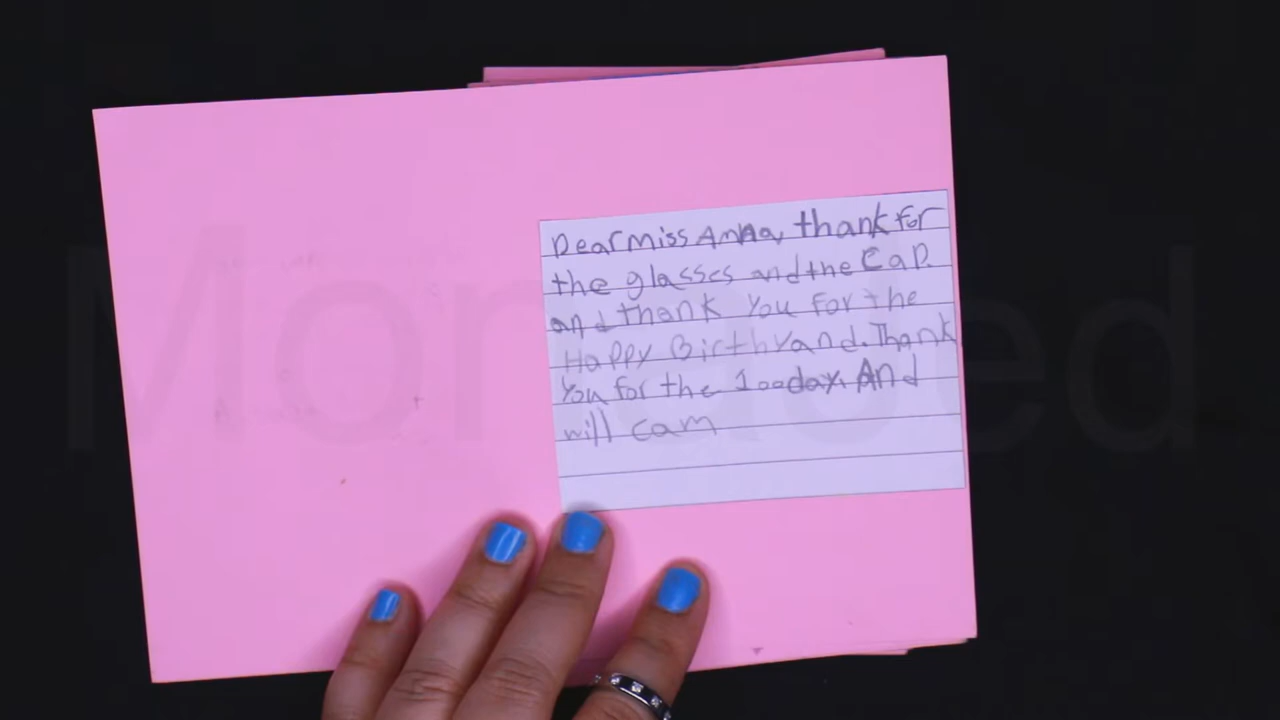 Dear miss Anna, thank for
the glasses and the Cap.
and thank You for the
Happy Birthyand. Thank
You for the 100day. And
will cam